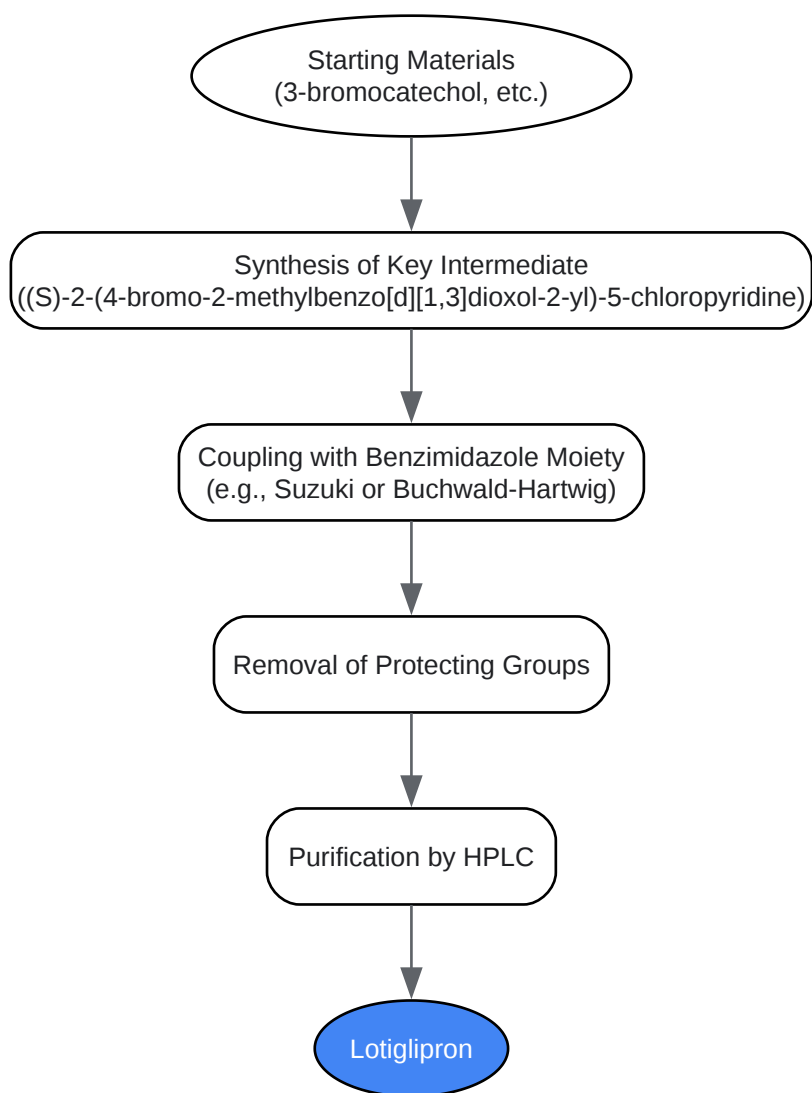 Starting Materials
(3-bromocatechol, etc.)
Synthesis of Key Intermediate
((S)-2-(4-bromo-2-methylbenzo[d][1,3]dioxol-2-yl)-5-chloropyridine)
Coupling with Benzimidazole Moiety
(e.g., Suzuki or Buchwald-Hartwig)
Removal of Protecting Groups
Purification by HPLC
Lotiglipron